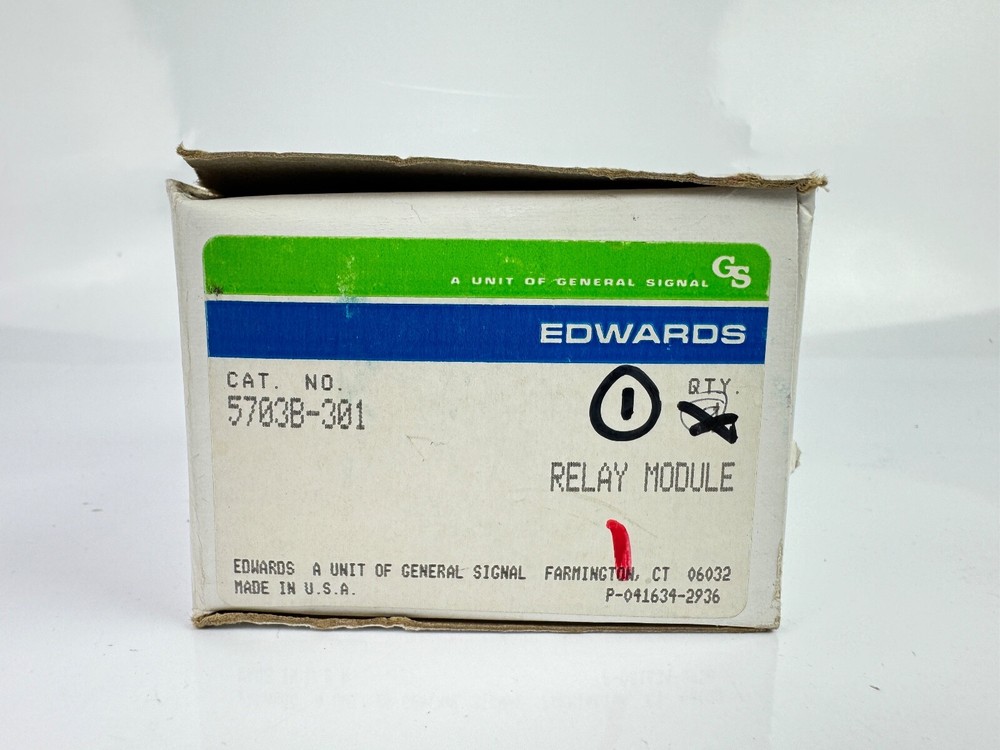 A UNIT OF GENERAL SIGNAL GS
EDWARDS
CAT. NO.
5703B-301
1
QTY.
RELAY MODULE
1
EDWARDS A UNIT OF GENERAL SIGNAL FARMINGTON, CT 06032
MADE IN U.S.A.
P-041634-2936